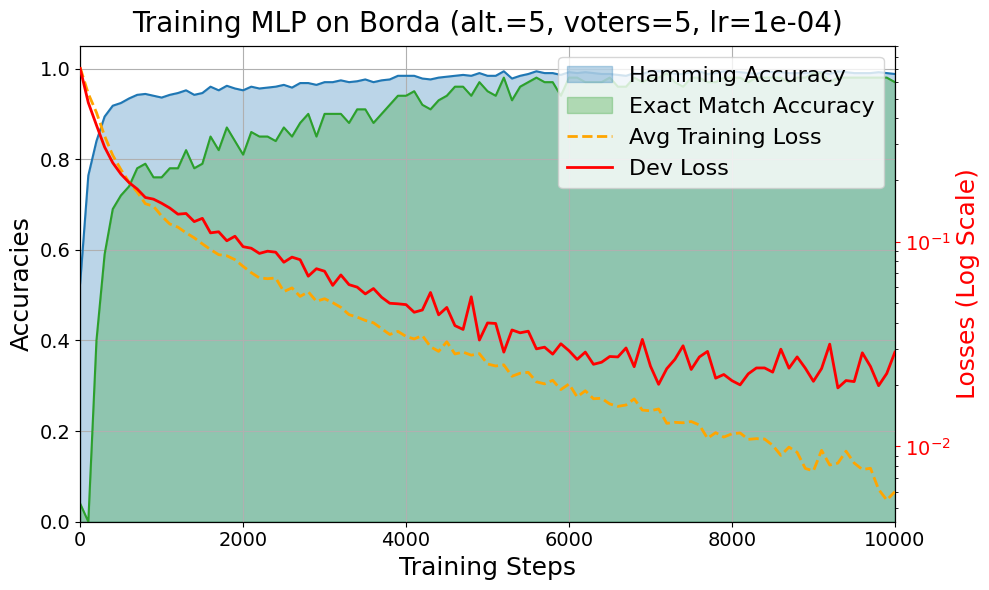 Training MLP on Borda (alt.=5, voters=5, lr=1e-04)
Hamming Accuracy
Exact Match Accuracy
Avg Training Loss
Dev Loss
Accuracies
1.0
0.8
0.6
0.4
0.2
0.0
0
2000
4000
6000
8000
10000
Training Steps
10⁻¹
10⁻²
Losses (Log Scale)